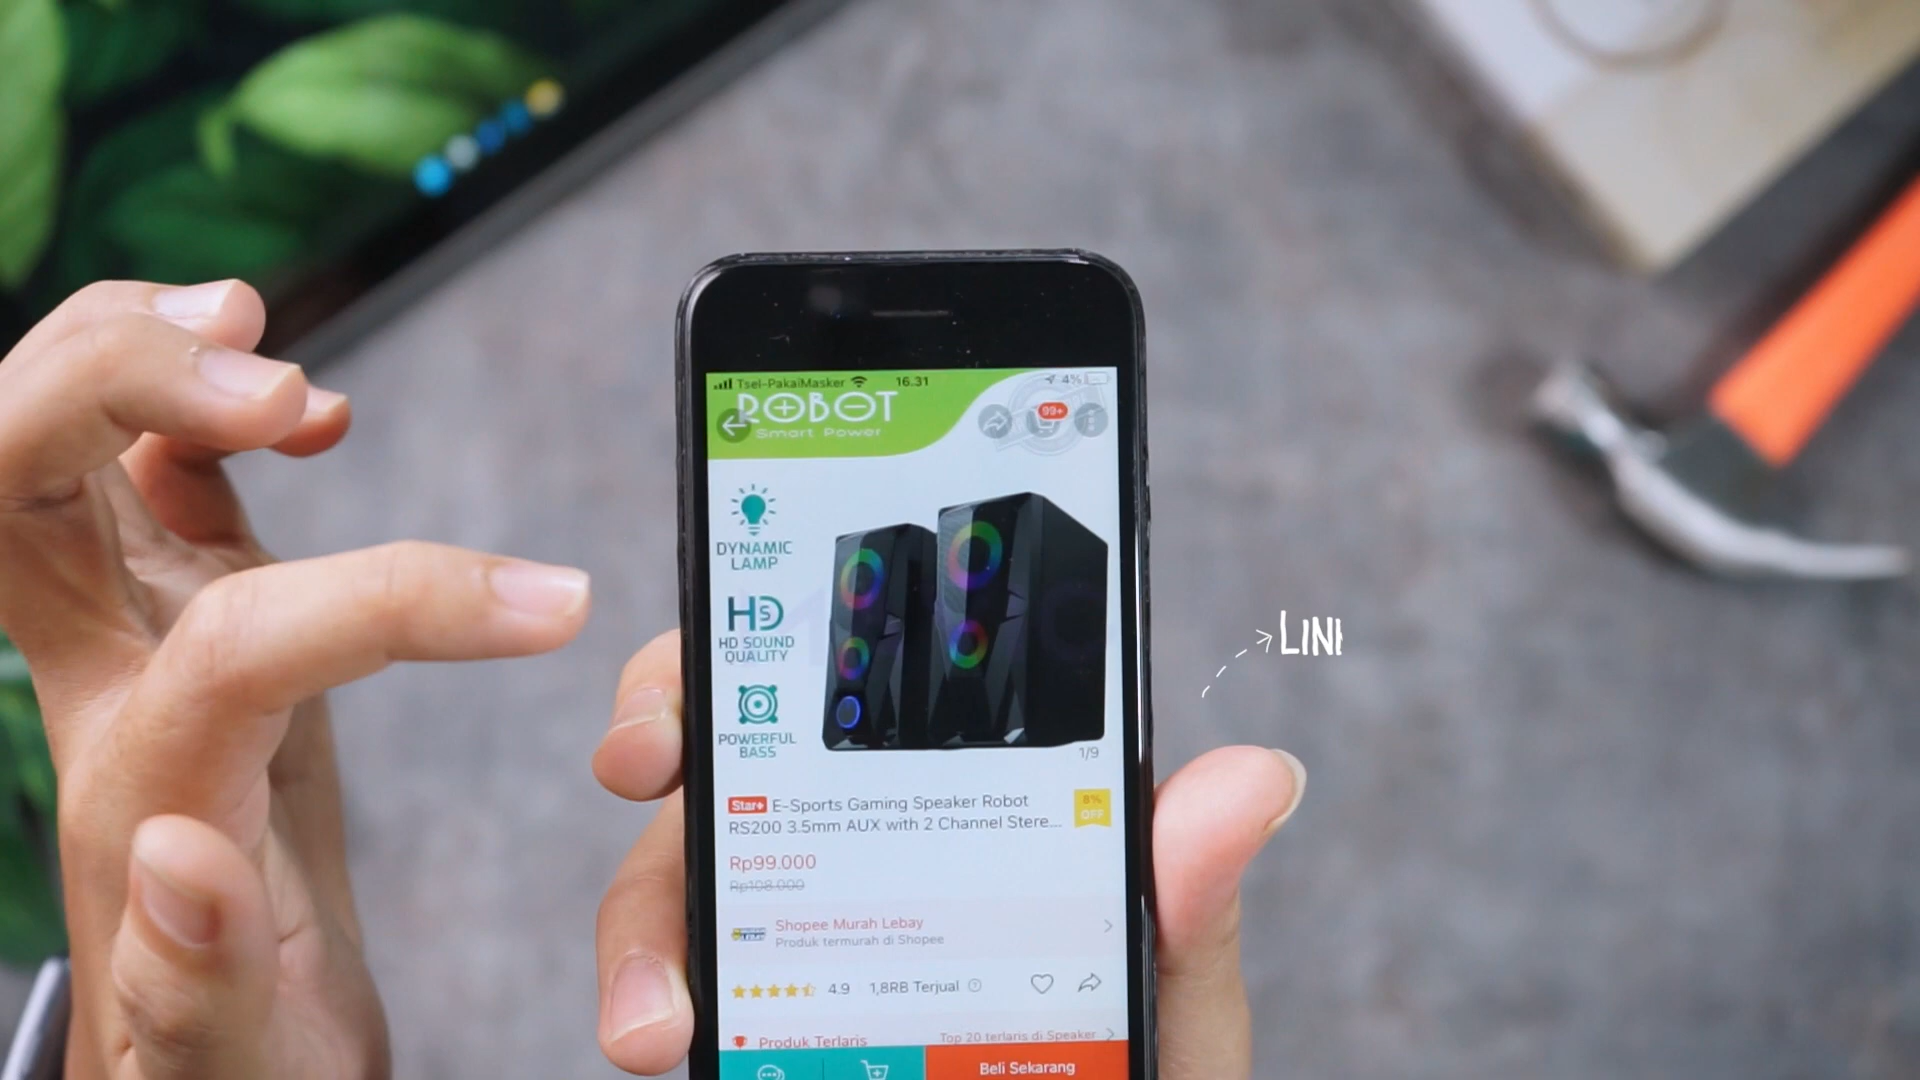 Tsel-PakaiMasker
16.31
4%
ROBOT
Smart Power
99+
DYNAMIC
LAMP
HD S
HD SOUND
QUALITY
POWERFUL
BASS
1/9
Star+ E-Sports Gaming Speaker Robot
RS200 3.5mm AUX with 2 Channel Stere...
8%
OFF
Rp99.000
Rp108.000
Shopee Murah Lebay
Produk termurah di Shopee
4.9
1,8RB Terjual
Produk Terlaris
Top 20 terlaris di Speaker
Beli Sekarang
LINI